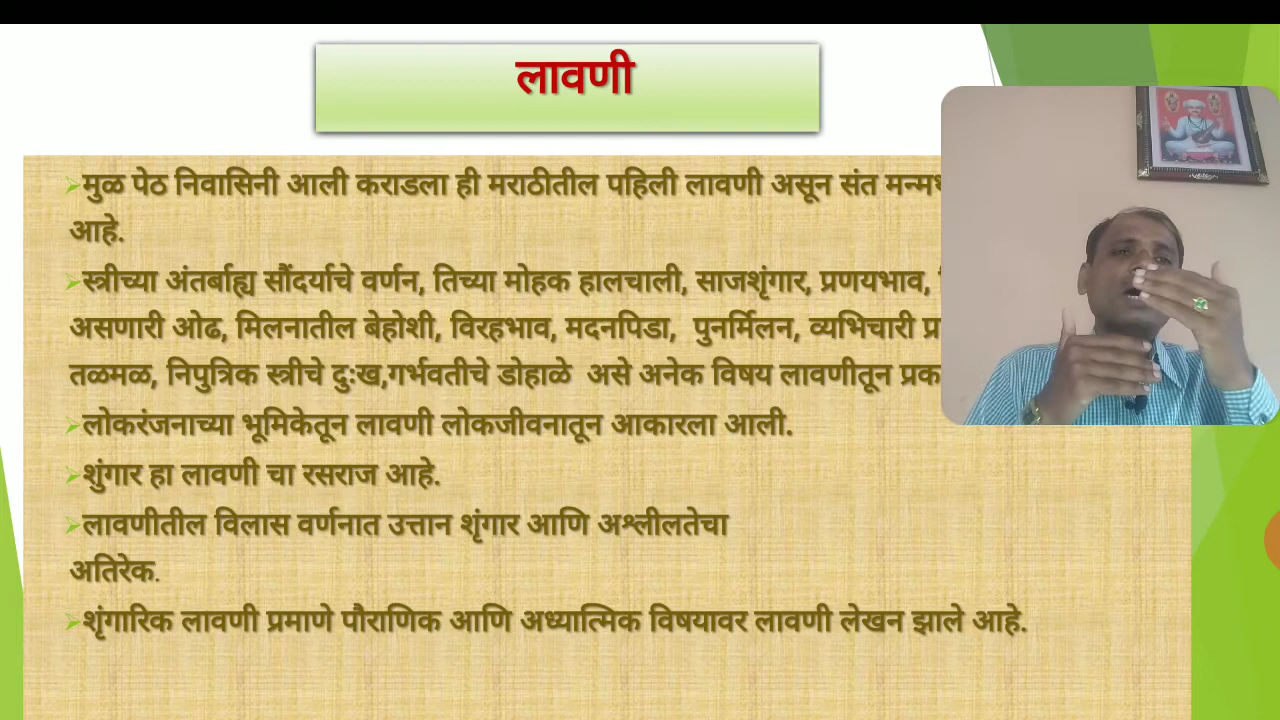 लावणी
मुळ पेठ निवासिनी आली कराडला ही मराठीतील पहिली लावणी असून संत
आहे.
स्त्रीच्या अंतर्बाह्य सौंदर्याचे वर्णन, तिच्या मोहक हालचाली, साजशृंगार, प्रणयभाव,
असणारी ओढ, मिलनातील बेहोशी, विरहभाव, मदनपिडा, पुनर्मिलन, व्यभिचारी
तळमळ, निपुत्रिक स्त्रीचे दुःख,गर्भवतीचे डोहाळे असे अनेक विषय लावणीतून
लोकरंजनाच्या भूमिकेतून लावणी लोकजीवनातून आकारला आली.
शुंगार हा लावणी चा रसराज आहे.
लावणीतील विलास वर्णनात उत्तान शृंगार आणि अश्लीलतेचा
अतिरेक.
शृंगारिक लावणी प्रमाणे पौराणिक आणि अध्यात्मिक विषयावर लावणी लेखन झाले आहे.